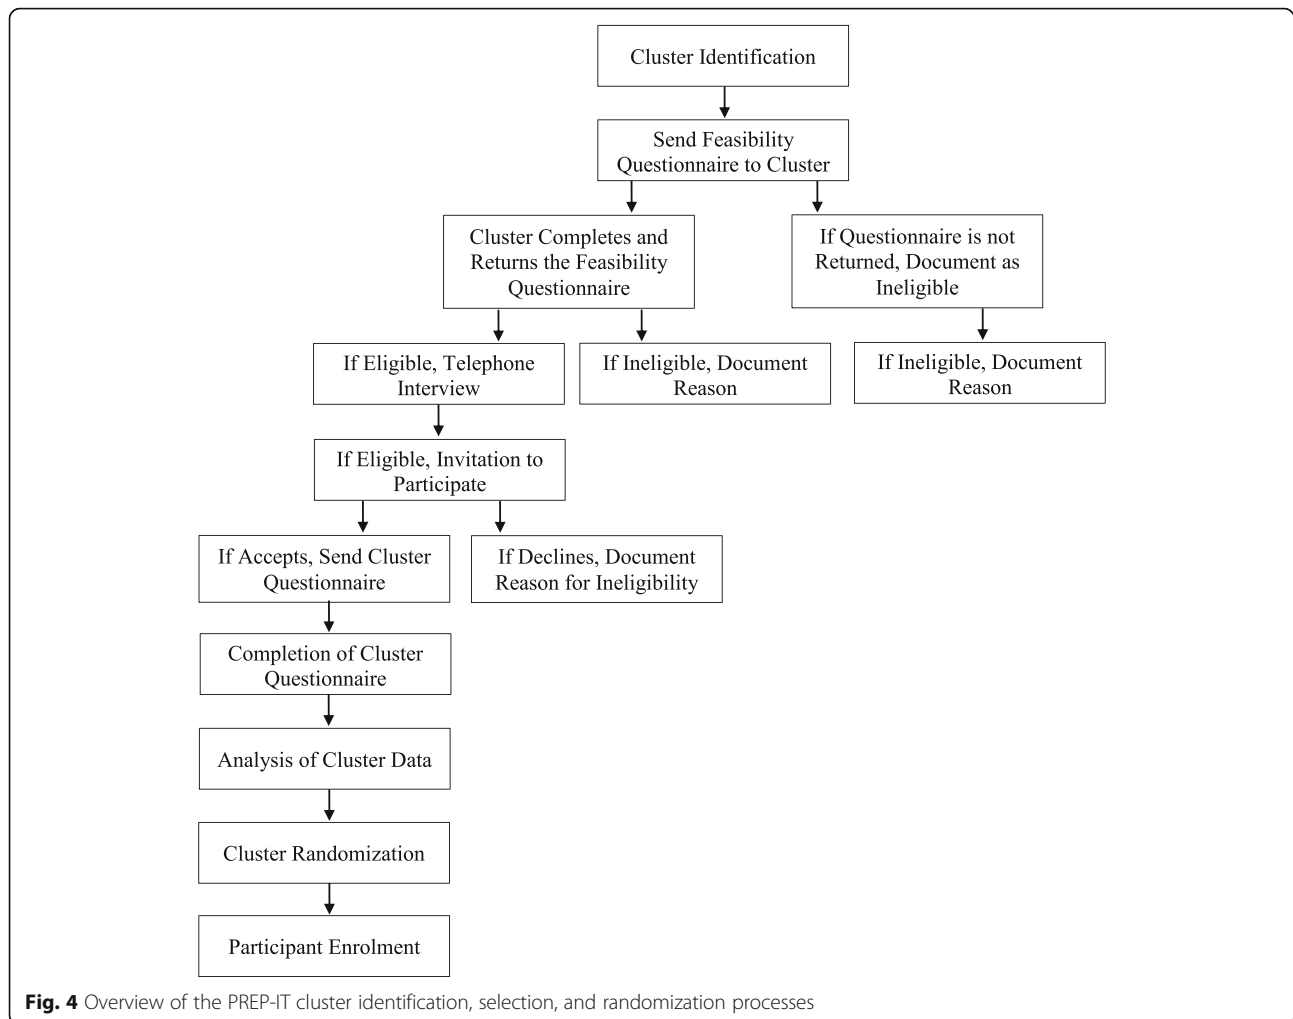 Cluster Identification
Send Feasibility
Questionnaire to Cluster
Cluster Completes and
Returns the Feasibility
Questionnaire
If Questionnaire is not
Returned, Document as
Ineligible
If Eligible, Telephone
Interview
If Ineligible, Document
Reason
If Ineligible, Document
Reason
If Eligible, Invitation to
Participate
If Accepts, Send Cluster
Questionnaire
If Declines, Document
Reason for Ineligibility
Completion of Cluster
Questionnaire
Analysis of Cluster Data
Cluster Randomization
Participant Enrolment
Fig. 4 Overview of the PREP-IT cluster identification, selection, and randomization processes